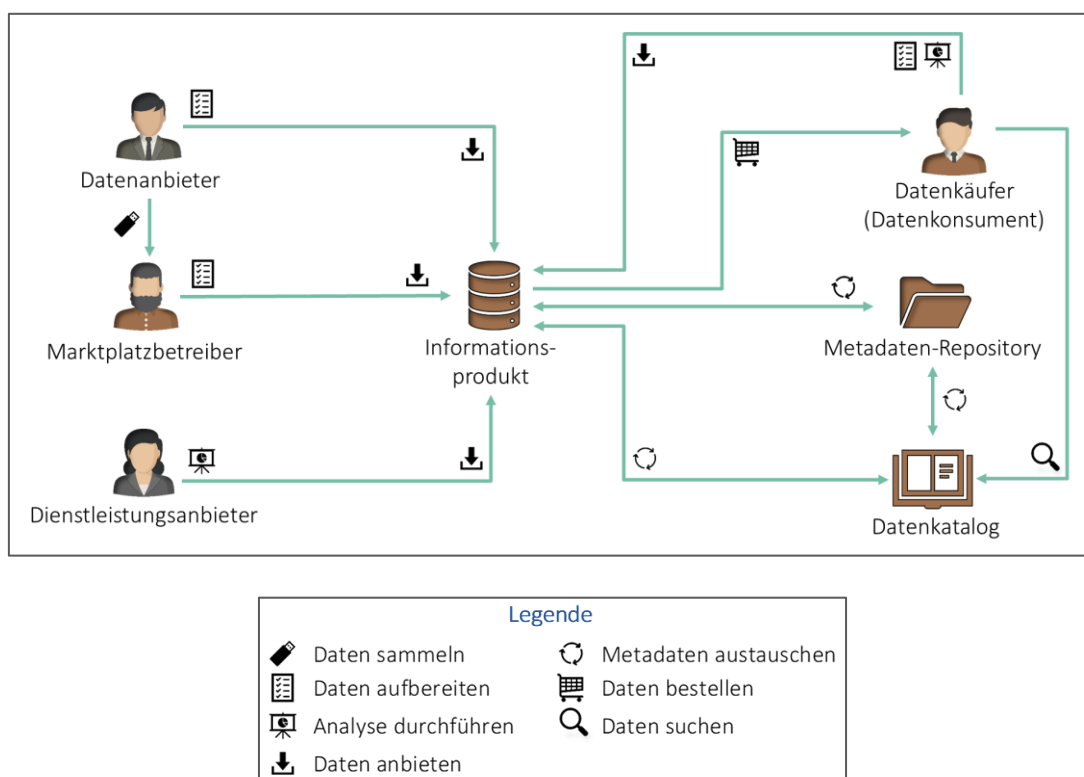 Datenanbieter
Datenkäufer
(Datenkonsument)
Marktplatzbetreiber
Informations-
produkt
Metadaten-Repository
Dienstleistungsanbieter
Datenkatalog
Legende
Daten sammeln
Daten aufbereiten
Analyse durchführen
Daten anbieten
Metadaten austauschen
Daten bestellen
Daten suchen